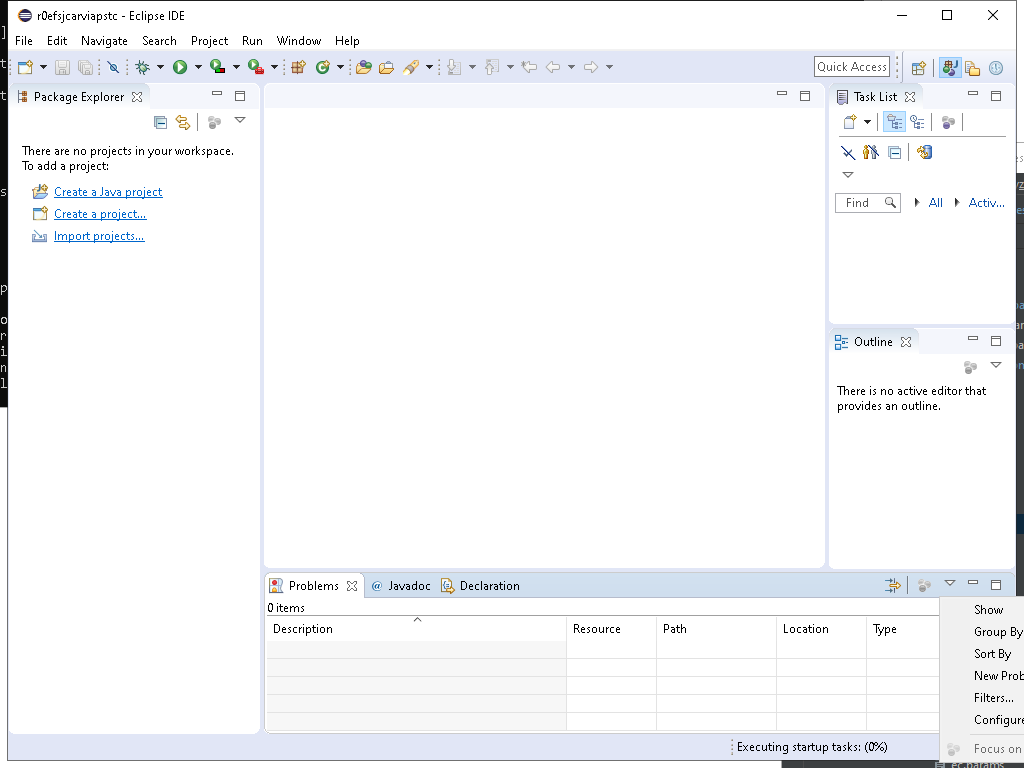 r0efsjcarviapstc - Eclipse IDE
File Edit Navigate Search Project Run Window Help
Quick Access
Package Explorer
There are no projects in your workspace.
To add a project:
Create a Java project
Create a project...
Import projects...
Task List
Find All Activ...
Outline
There is no active editor that
provides an outline.
Problems @ Javadoc Declaration
0 items
Description Resource Path Location Type
Show
Group By
Sort By
New Prob
Filters...
Configure
Focus on
Executing startup tasks: (0%)
ec.params